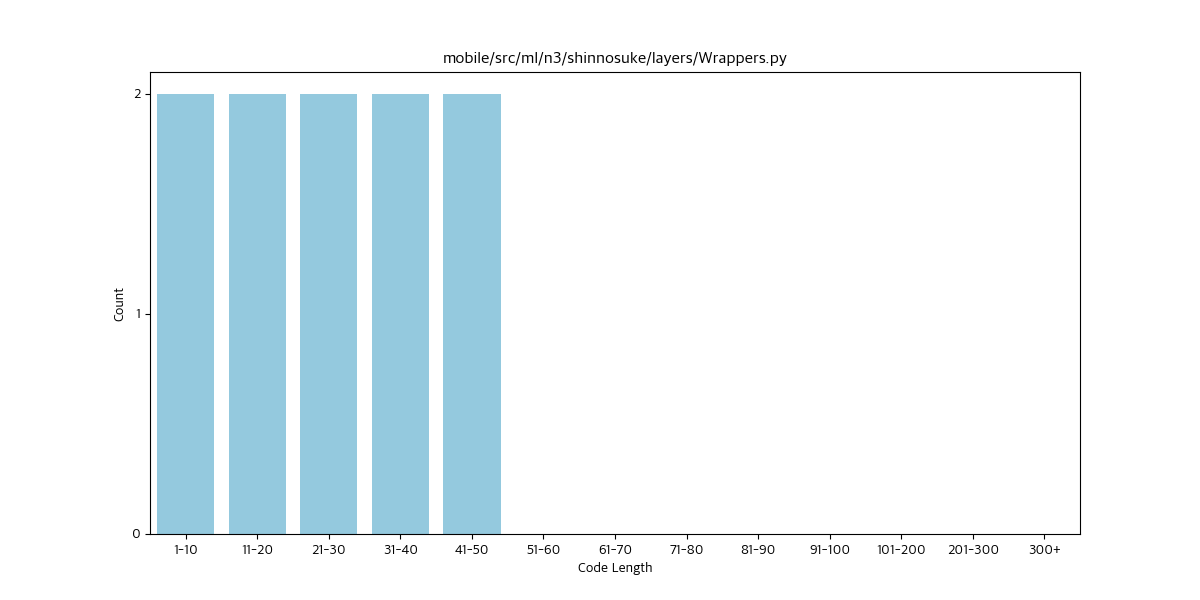 mobile/src/ml/n3/shinnosuke/layers/Wrappers.py
2
1
0
Count
1-10 11-20 21-30 31-40 41-50 51-60 61-70 71-80 81-90 91-100 101-200 201-300 300+
Code Length